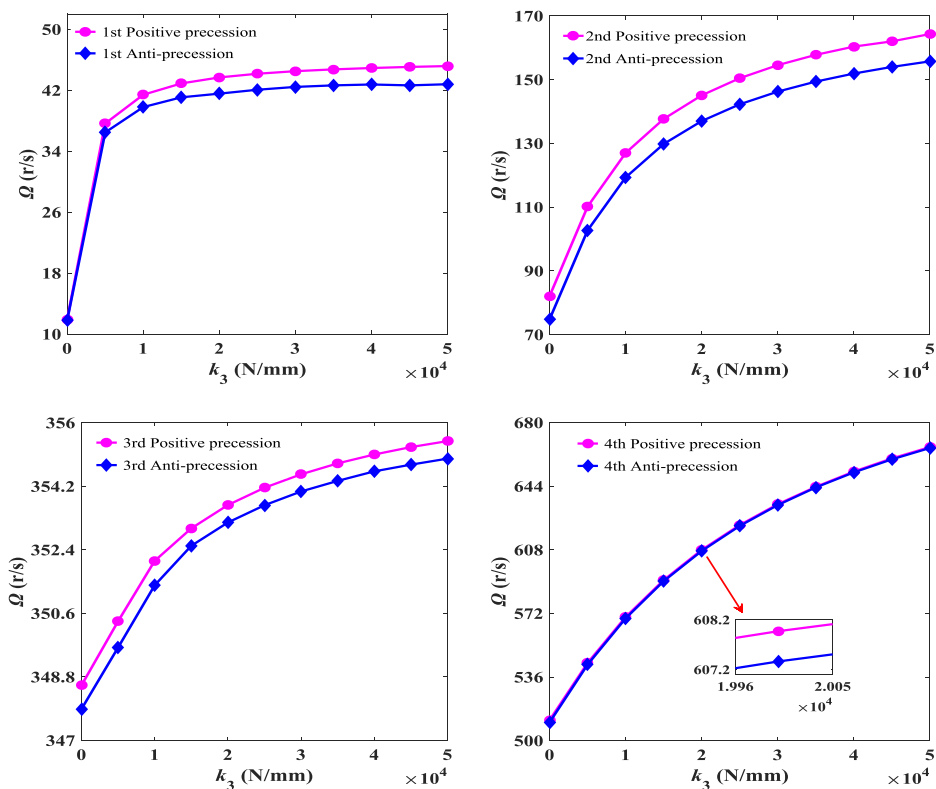 1st Positive precession
1st Anti-precession
52
42
34
26
18
10
Ω (r/s)
0 1 2 3 4 5
k3 (N/mm)
×10^4
2nd Positive precession
2nd Anti-precession
170
150
130
110
90
70
Ω (r/s)
0 1 2 3 4 5
k3 (N/mm)
×10^4
3rd Positive precession
3rd Anti-precession
356
354.2
352.4
350.6
348.8
347
Ω (r/s)
0 1 2 3 4 5
k3 (N/mm)
×10^4
4th Positive precession
4th Anti-precession
680
644
608
572
536
500
Ω (r/s)
608.2
607.2
1.996 2.005
×10^4
0 1 2 3 4 5
k3 (N/mm)
×10^4